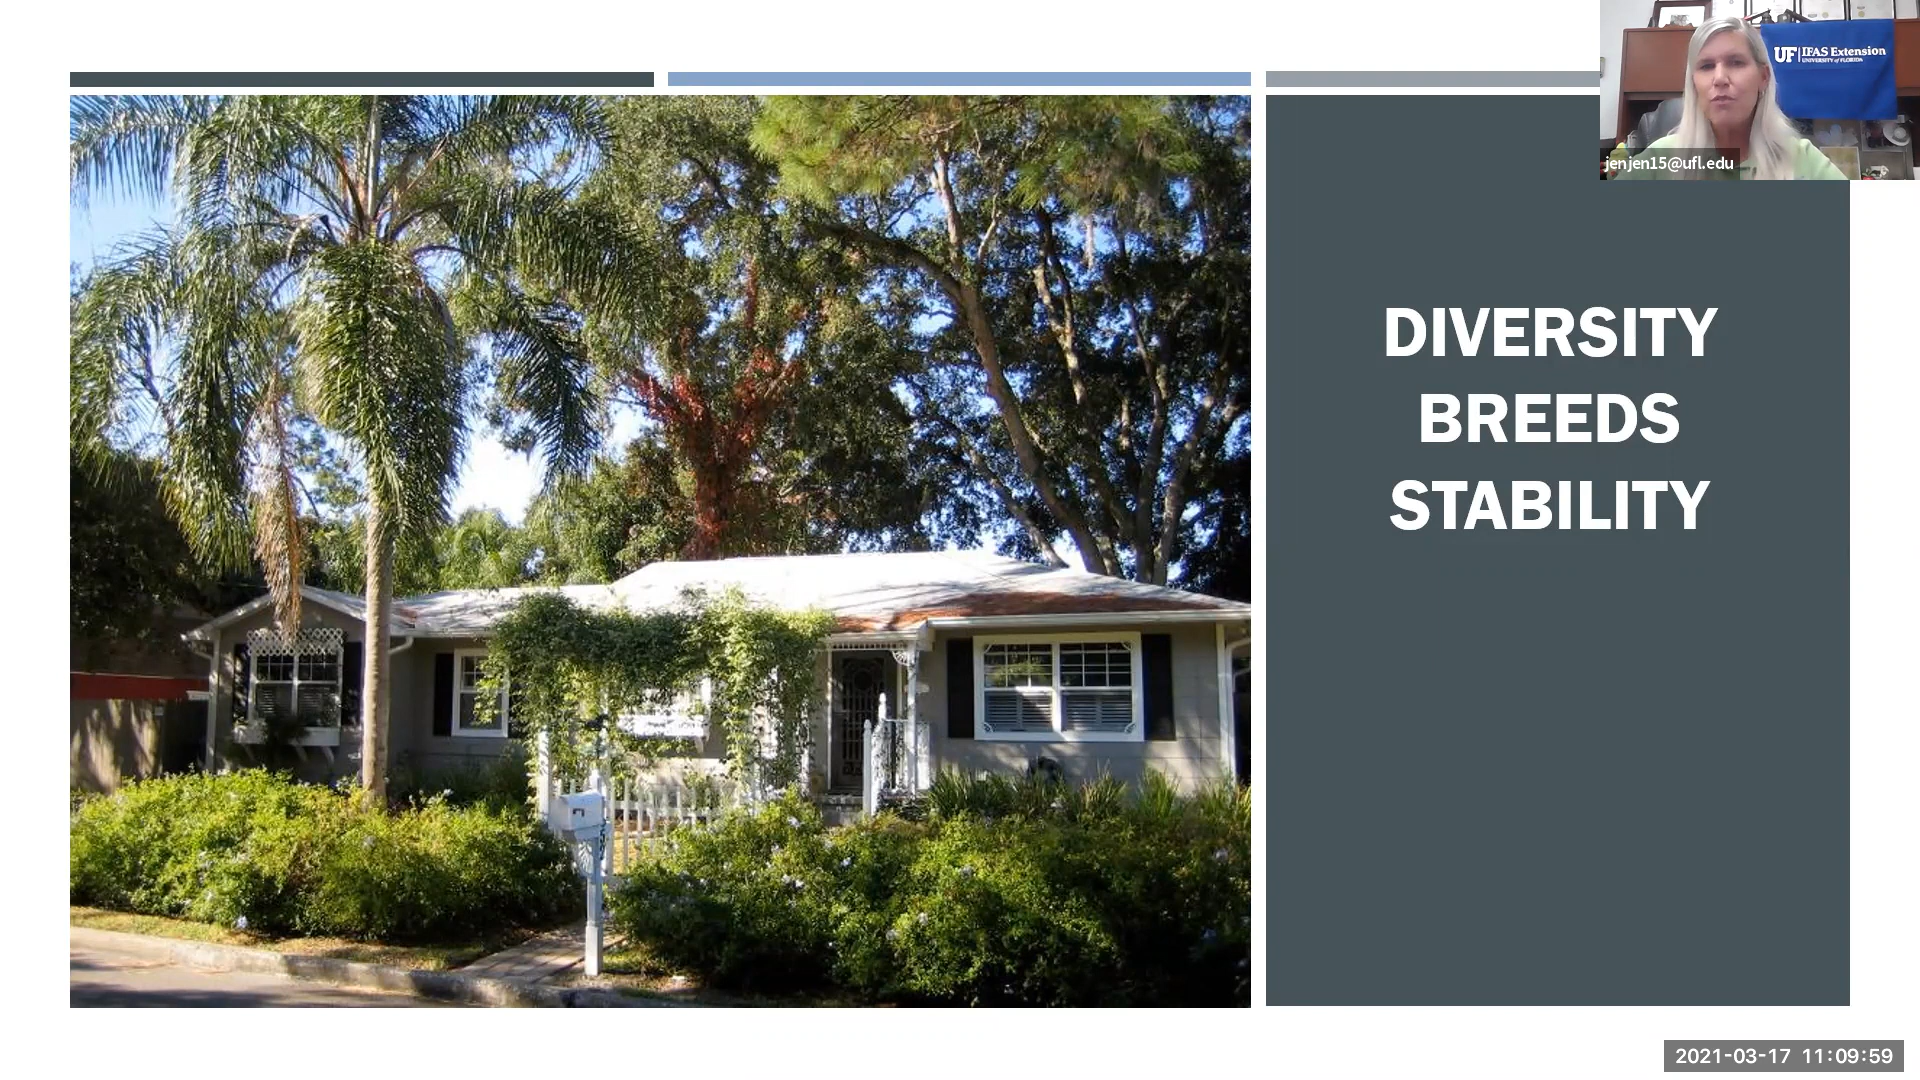 UF IFAS Extension
UNIVERSITY of FLORIDA
jenjen15@ufl.edu
DIVERSITY
BREEDS
STABILITY
2021-03-17 11:09:59